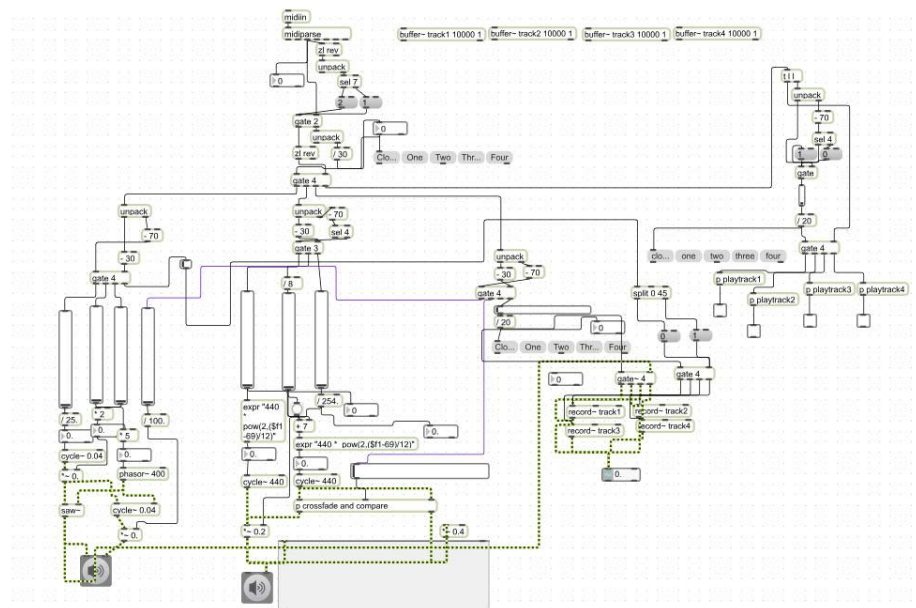 midiin
midiparse
buffer~ track1 10000 1
buffer~ track2 10000 1
buffer~ track3 10000 1
buffer~ track4 10000 1
zl rev
unpack
0
sel 7
2
1
gate 2
unpack
0
zl rev
/ 30
Clo...
One
Two
Thr...
Four
gate 4
t l l
unpack
- 70
sel 4
1
0
gate
/ 20
clo...
one
two
three
four
gate 4
p playtrack1
p playtrack2
p playtrack3
p playtrack4
unpack
- 70
- 30
gate 4
unpack
- 70
- 30
sel 4
gate 3
/ 8
unpack
- 30
- 70
gate 4
/ 20
0
Clo...
One
Two
Thr...
Four
split 0 45
0
1
gate~ 4
gate 4
0
record~ track1
record~ track2
record~ track3
record~ track4
0.
/ 25.
* 2
/ 100.
0.
0.
* 5
cycle~ 0.04
0.
*~ 0.
phasor~ 400
saw~
cycle~ 0.04
*~ 0.
expr "440
*
pow(2,($f1
-69)/12)"
0.
cycle~ 440
/ 254.
0
+ 7
0.
expr "440 * pow(2,($f1-69)/12)"
0.
cycle~ 440
p crossfade and compare
*~ 0.2
*~ 0.4